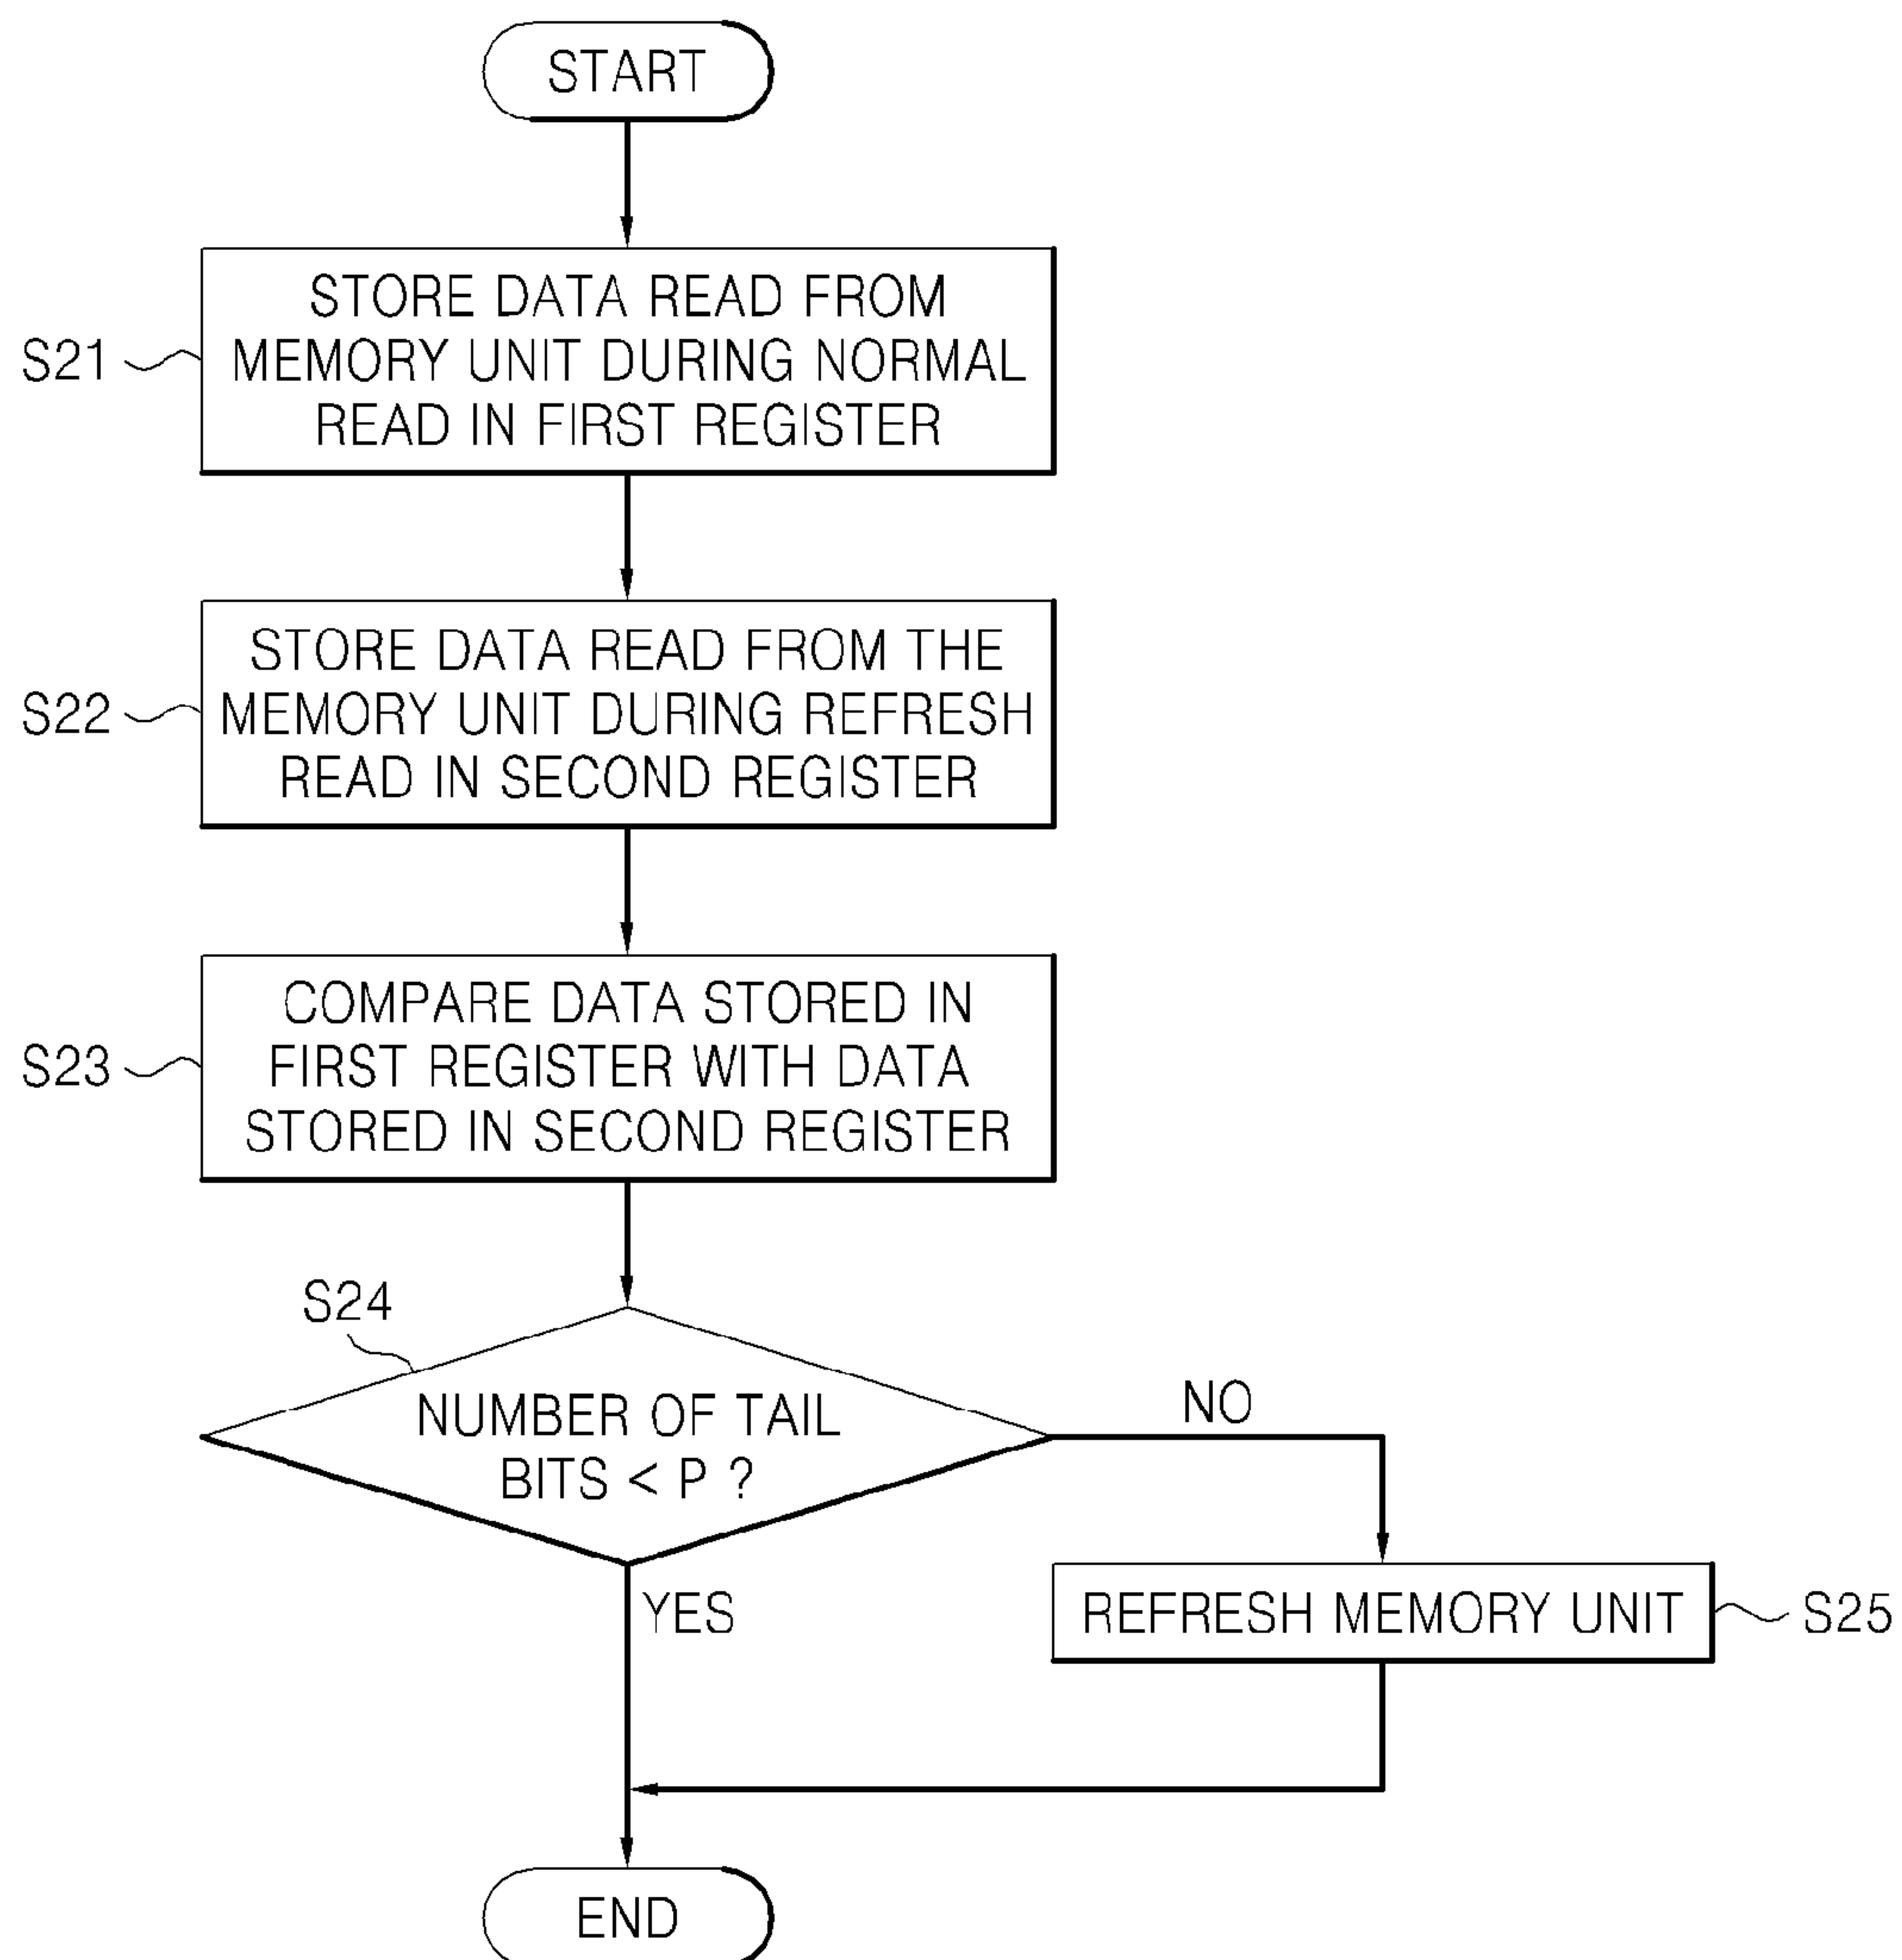 START
S21
STORE DATA READ FROM
MEMORY UNIT DURING NORMAL
READ IN FIRST REGISTER
S22
STORE DATA READ FROM THE
MEMORY UNIT DURING REFRESH
READ IN SECOND REGISTER
S23
COMPARE DATA STORED IN
FIRST REGISTER WITH DATA
STORED IN SECOND REGISTER
S24
NUMBER OF TAIL
BITS < P ?
NO
YES
REFRESH MEMORY UNIT
S25
END